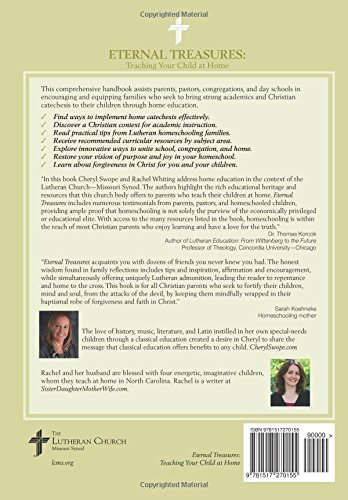 Copyrighted Material
ETERNAL TREASURES:
Teaching Your Child at Home
This comprehensive handbook assists parents, pastors, congregations, and day schools in
encouraging and equipping families who seek to bring strong academics and Christian
catechesis to their children through home education.
✓ Find ways to implement home catechesis effectively.
✓ Discover a Christian context for academic instruction.
✓ Read practical tips from Lutheran homeschooling families.
✓ Receive recommended curricular resources by subject area.
✓ Explore innovative ways to unite school, congregation, and home.
✓ Restore your vision of purpose and joy in your homeschool.
✓ Learn about forgiveness in Christ for you and your children.
"In this book Cheryl Swope and Rachel Whiting address home education in the context of the
Lutheran Church—Missouri Synod. The authors highlight the rich educational heritage and
resources that this church body offers to parents who teach their children at home. Eternal
Treasures includes numerous testimonials from parents, pastors, and homeschooled children,
providing ample proof that homeschooling is not solely the purview of the economically privileged
or educational elite. With access to the many resources listed in the book, homeschooling is within
the reach of most Christian parents who enjoy learning and have a love for the truth."
Dr. Thomas Korcok
Author of Lutheran Education: From Wittenberg to the Future
Professor of Theology, Concordia University—Chicago
"Eternal Treasures acquaints you with dozens of friends you never knew you had. The honest
wisdom found in family reflections includes tips and inspiration, affirmation and encouragement,
while simultaneously offering uniquely Lutheran admonition, leading the reader to repentance
and home to the cross. This is for all Christian parents who seek to fortify their children,
mind and soul, from the attacks of the devil, by keeping them mindfully wrapped in their
baptismal robe of forgiveness and faith in Christ."
Sarah Koehneke
Homeschooling mother
The love of history, music, literature, and Latin instilled in her own special-needs
children through a classical education created a desire in Cheryl to share the
message that classical education offers benefits to any child. CherylSwope.com
Rachel and her husband are blessed with four energetic, imaginative children,
whom they teach at home in North Carolina. Rachel is a writer at
SisterDaughterMotherWife.com.
THE
LUTHERAN CHURCH
Missouri Synod
lcms.org
Eternal Treasures:
Teaching Your Child at Home
ISBN 9781517270155
90000 >
9 781517 270155
Copyrighted Material